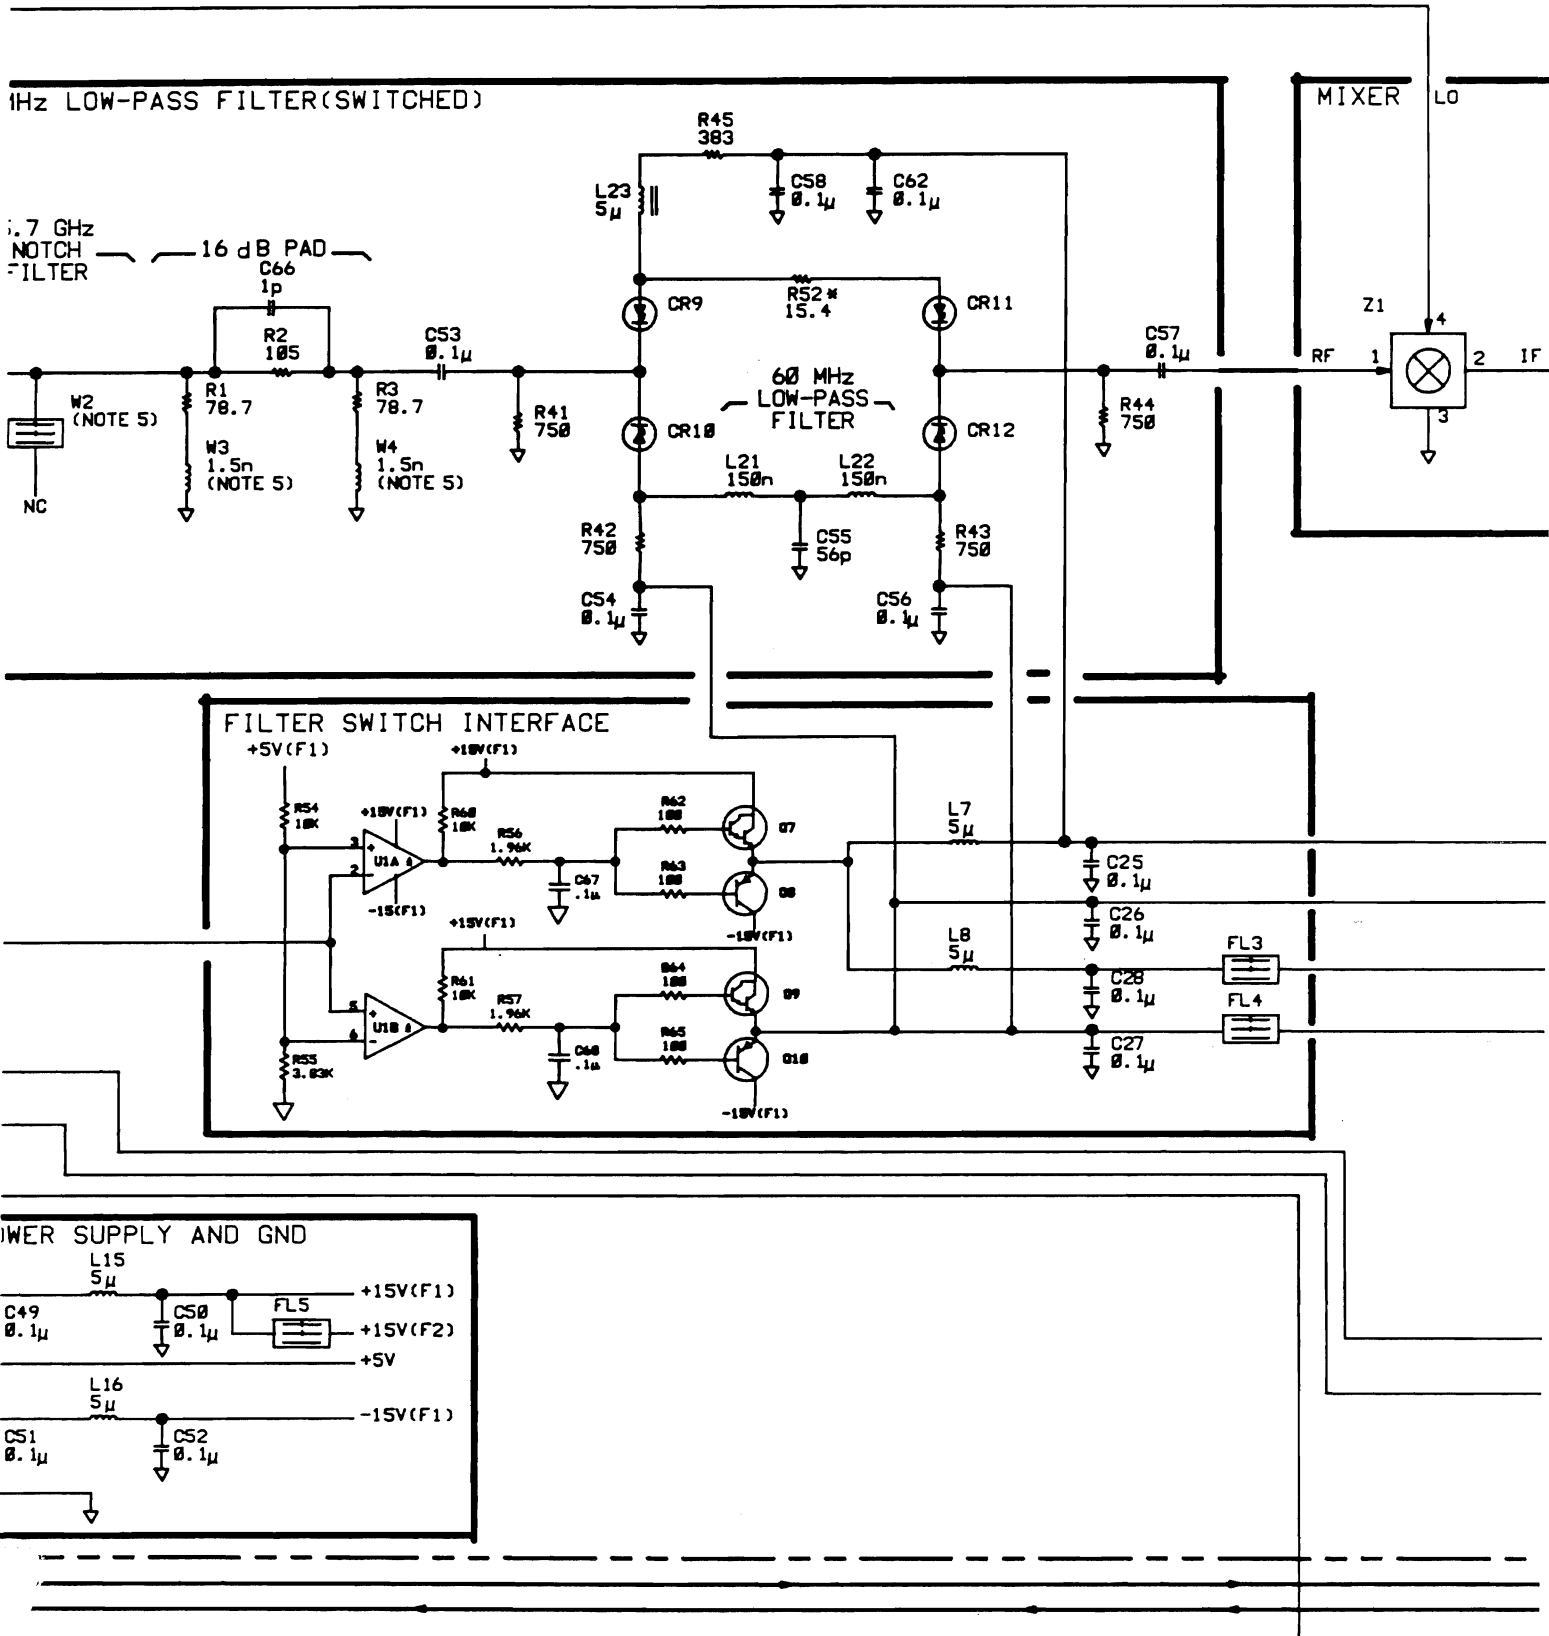 1Hz LOW-PASS FILTER(SWITCHED)
MIXER
LO
R45
383
L23
5µ
C58
0.1µ
C62
0.1µ
.7 GHz
NOTCH
FILTER
16 dB PAD
C66
1p
R2
105
C53
0.1µ
CR9
R52*
15.4
CR11
C57
0.1µ
RF
Z1
4
1
2
3
IF
W2
(NOTE 5)
NC
R1
78.7
W3
1.5n
(NOTE 5)
R3
78.7
W4
1.5n
(NOTE 5)
R41
750
CR10
60 MHz
LOW-PASS
FILTER
CR12
R44
750
L21
150n
L22
150n
R42
750
C55
56p
R43
750
C54
0.1µ
C56
0.1µ
FILTER SWITCH INTERFACE
+5V(F1)
+15V(F1)
R54
10K
+15V(F1)
R60
10K
R56
1.96K
R62
100
Q7
3
+
2
-
U1A
-15(F1)
C67
.1µ
R63
100
Q8
-15V(F1)
+15V(F1)
R61
10K
R57
1.96K
R64
100
Q9
5
+
6
-
U1B
R55
3.83K
C68
.1µ
R65
100
Q10
-15V(F1)
L7
5µ
C25
0.1µ
C26
0.1µ
L8
5µ
C28
0.1µ
FL3
FL4
C27
0.1µ
OWER SUPPLY AND GND
L15
5µ
C49
0.1µ
C50
0.1µ
FL5
+15V(F1)
+15V(F2)
+5V
L16
5µ
-15V(F1)
C51
0.1µ
C52
0.1µ